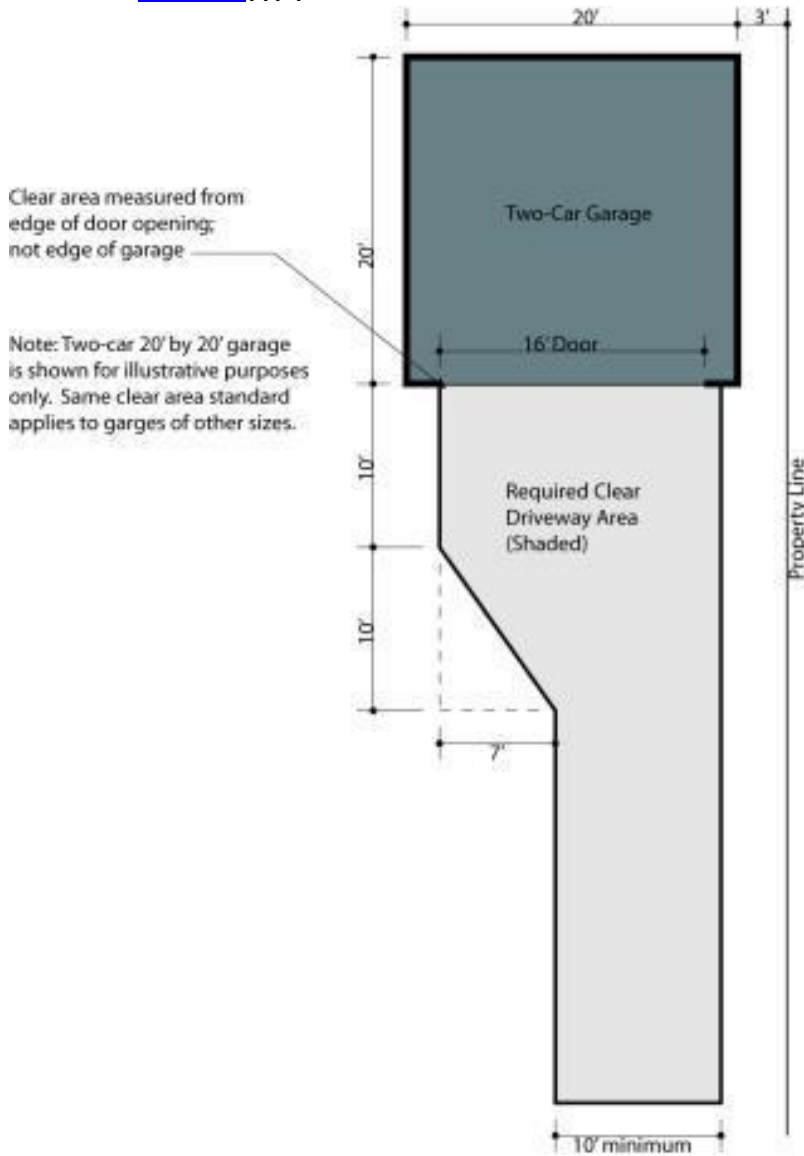 20'
3'
Clear area measured from
edge of door opening;
not edge of garage
20'
Two-Car Garage
Note: Two-car 20' by 20' garage
is shown for illustrative purposes
only. Same clear area standard
applies to garges of other sizes.
16' Door
10'
Required Clear
Driveway Area
(Shaded)
Property Line
10'
7'
10' minimum